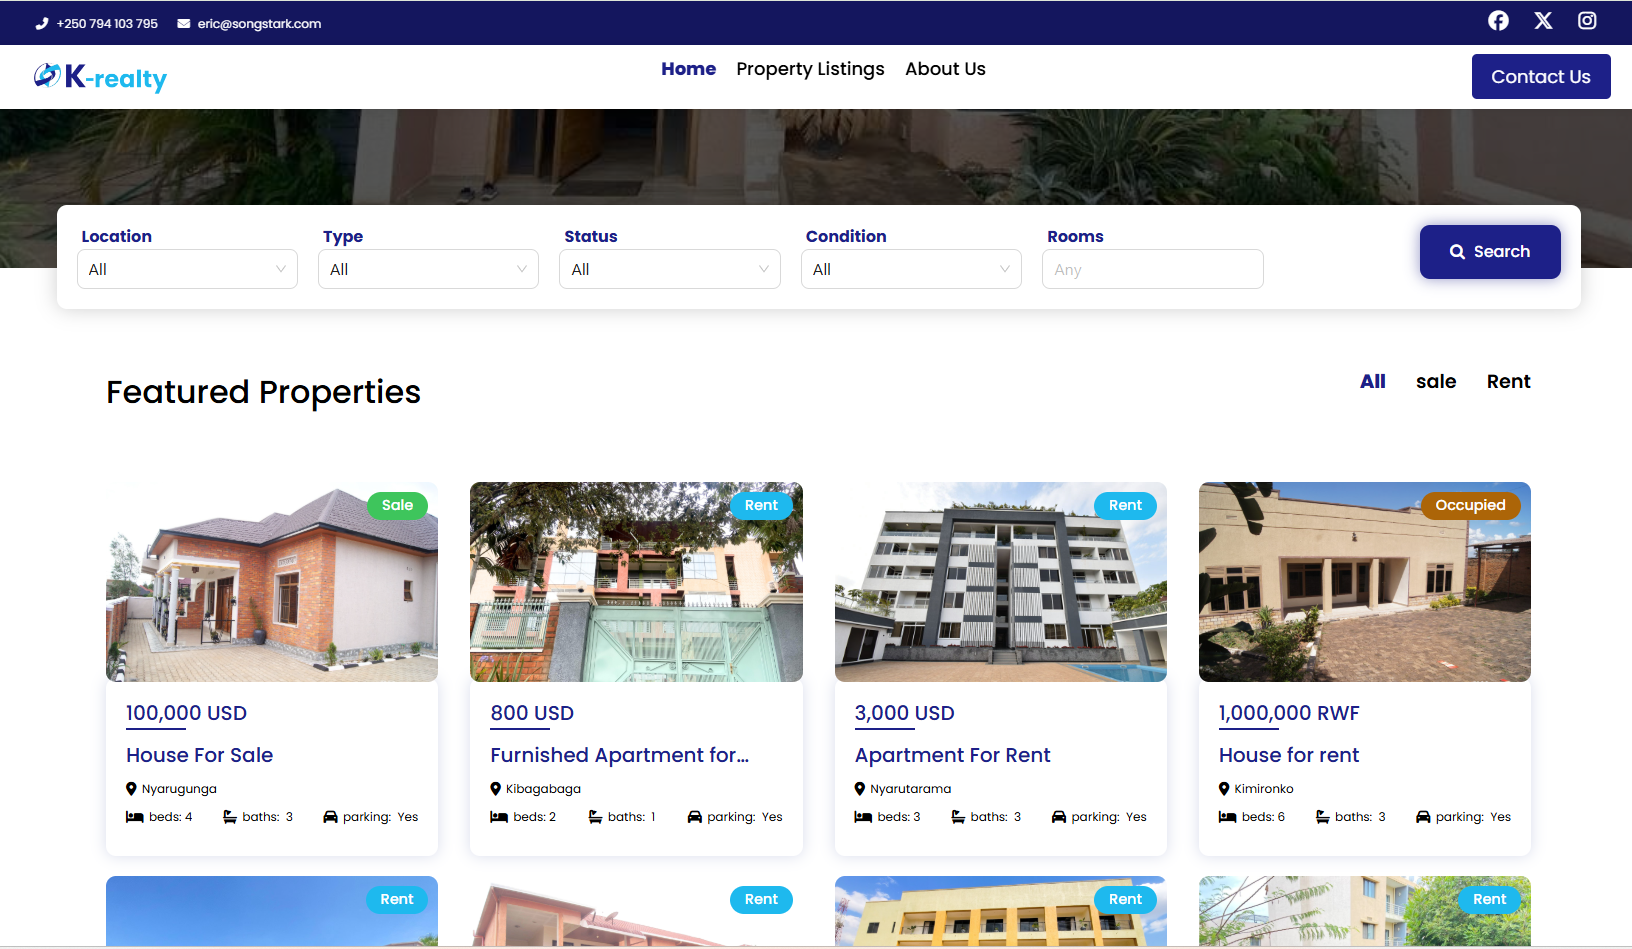 +250 794 103 795 eric@songstark.com
K-realty
Home Property Listings About Us
Contact Us
Location Type Status Condition Rooms
All All All All Any
Search
Featured Properties
All sale Rent
Sale
Rent
Rent
Occupied
100,000 USD
House For Sale
Nyarugunga
beds: 4 baths: 3 parking: Yes
800 USD
Furnished Apartment for...
Kibagabaga
beds: 2 baths: 1 parking: Yes
3,000 USD
Apartment For Rent
Nyarutarama
beds: 3 baths: 3 parking: Yes
1,000,000 RWF
House for rent
Kimironko
beds: 6 baths: 3 parking: Yes
Rent
Rent
Rent
Rent